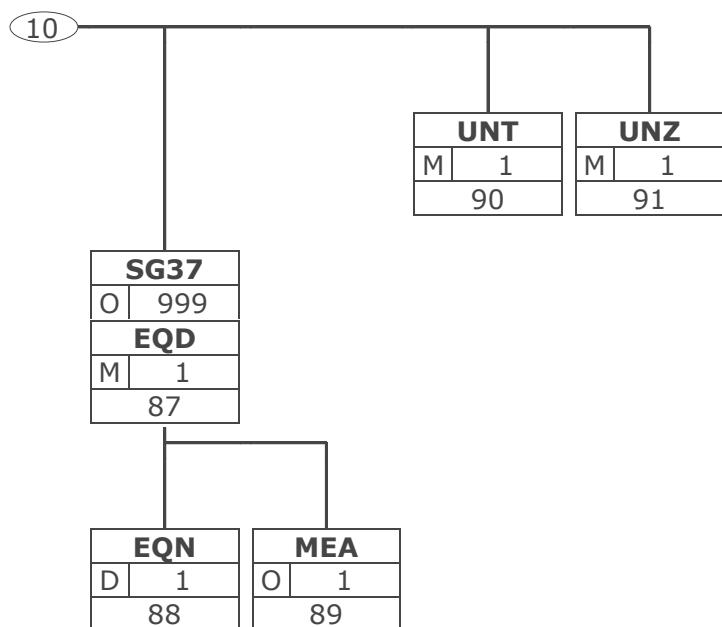 10
UNT
M 1
90
UNZ
M 1
91
SG37
O 999
EQD
M 1
87
EQN
D 1
88
MEA
O 1
89